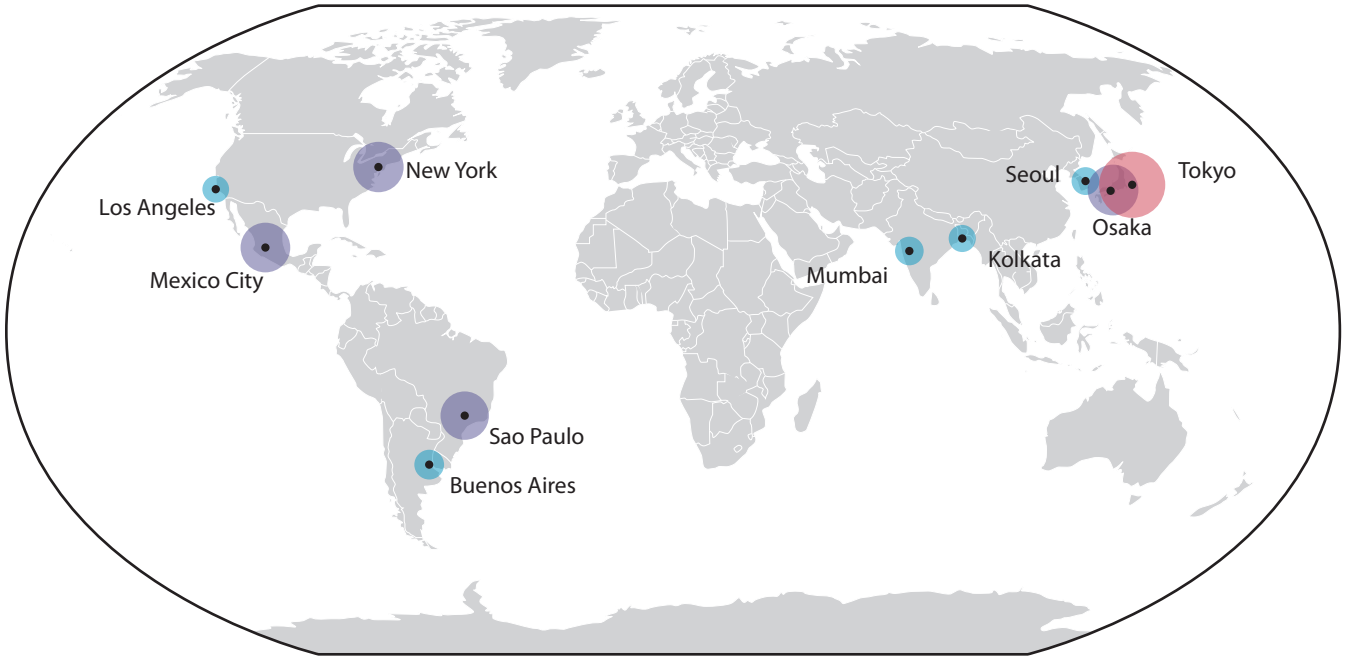 New York
Seoul
Tokyo
Los Angeles
Osaka
Mumbai
Kolkata
Mexico City
Sao Paulo
Buenos Aires